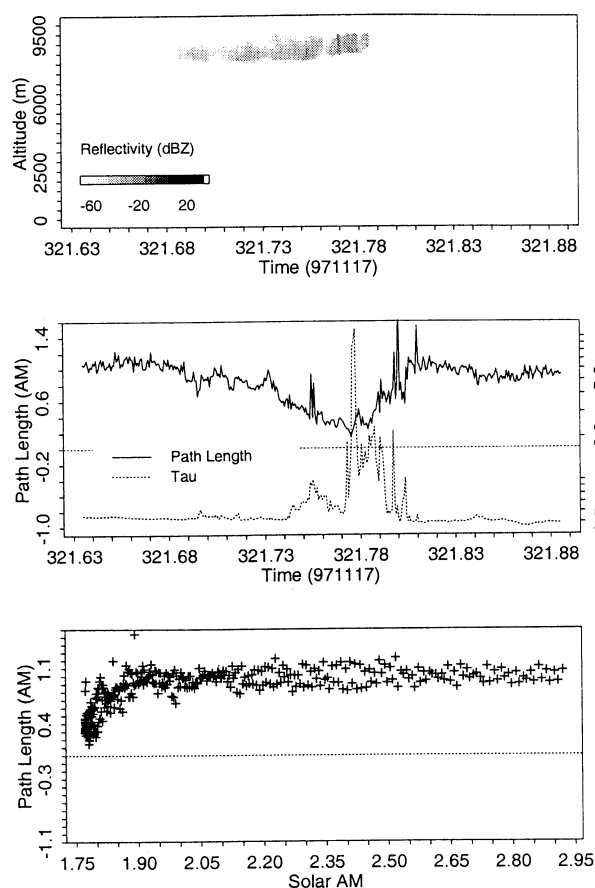 Altitude (m)
9500
6000
2500
0
Reflectivity (dBZ)
-60 -20 20
321.63 321.68 321.73 321.78 321.83 321.88
Time (971117)
Path Length (AM)
1.4
0.6
-0.2
-1.0
Path Length
Tau
321.63 321.68 321.73 321.78 321.83 321.88
Time (971117)
Path Length (AM)
1.1
0.4
-0.3
-1.1
1.75 1.90 2.05 2.20 2.35 2.50 2.65 2.80 2.95
Solar AM